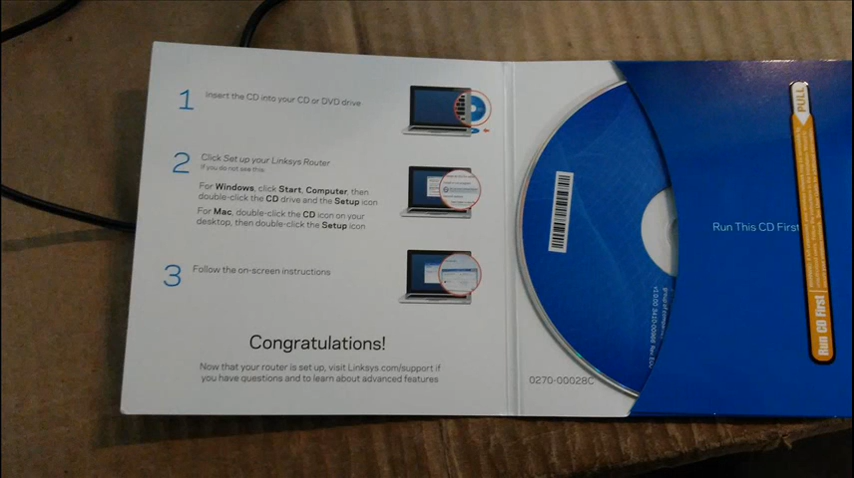 1
Insert the CD into your CD or DVD drive
2
Click Set up your Linksys Router
If you do not see this:
For Windows, click Start, Computer, then
double-click the CD drive and the Setup icon
For Mac, double-click the CD icon on your
desktop, then double-click the Setup icon
3
Follow the on-screen instructions
Congratulations!
Now that your router is set up, visit Linksys.com/support if
you have questions and to learn about advanced features
0270-00028C
Run This CD First
PULL
Run CD First